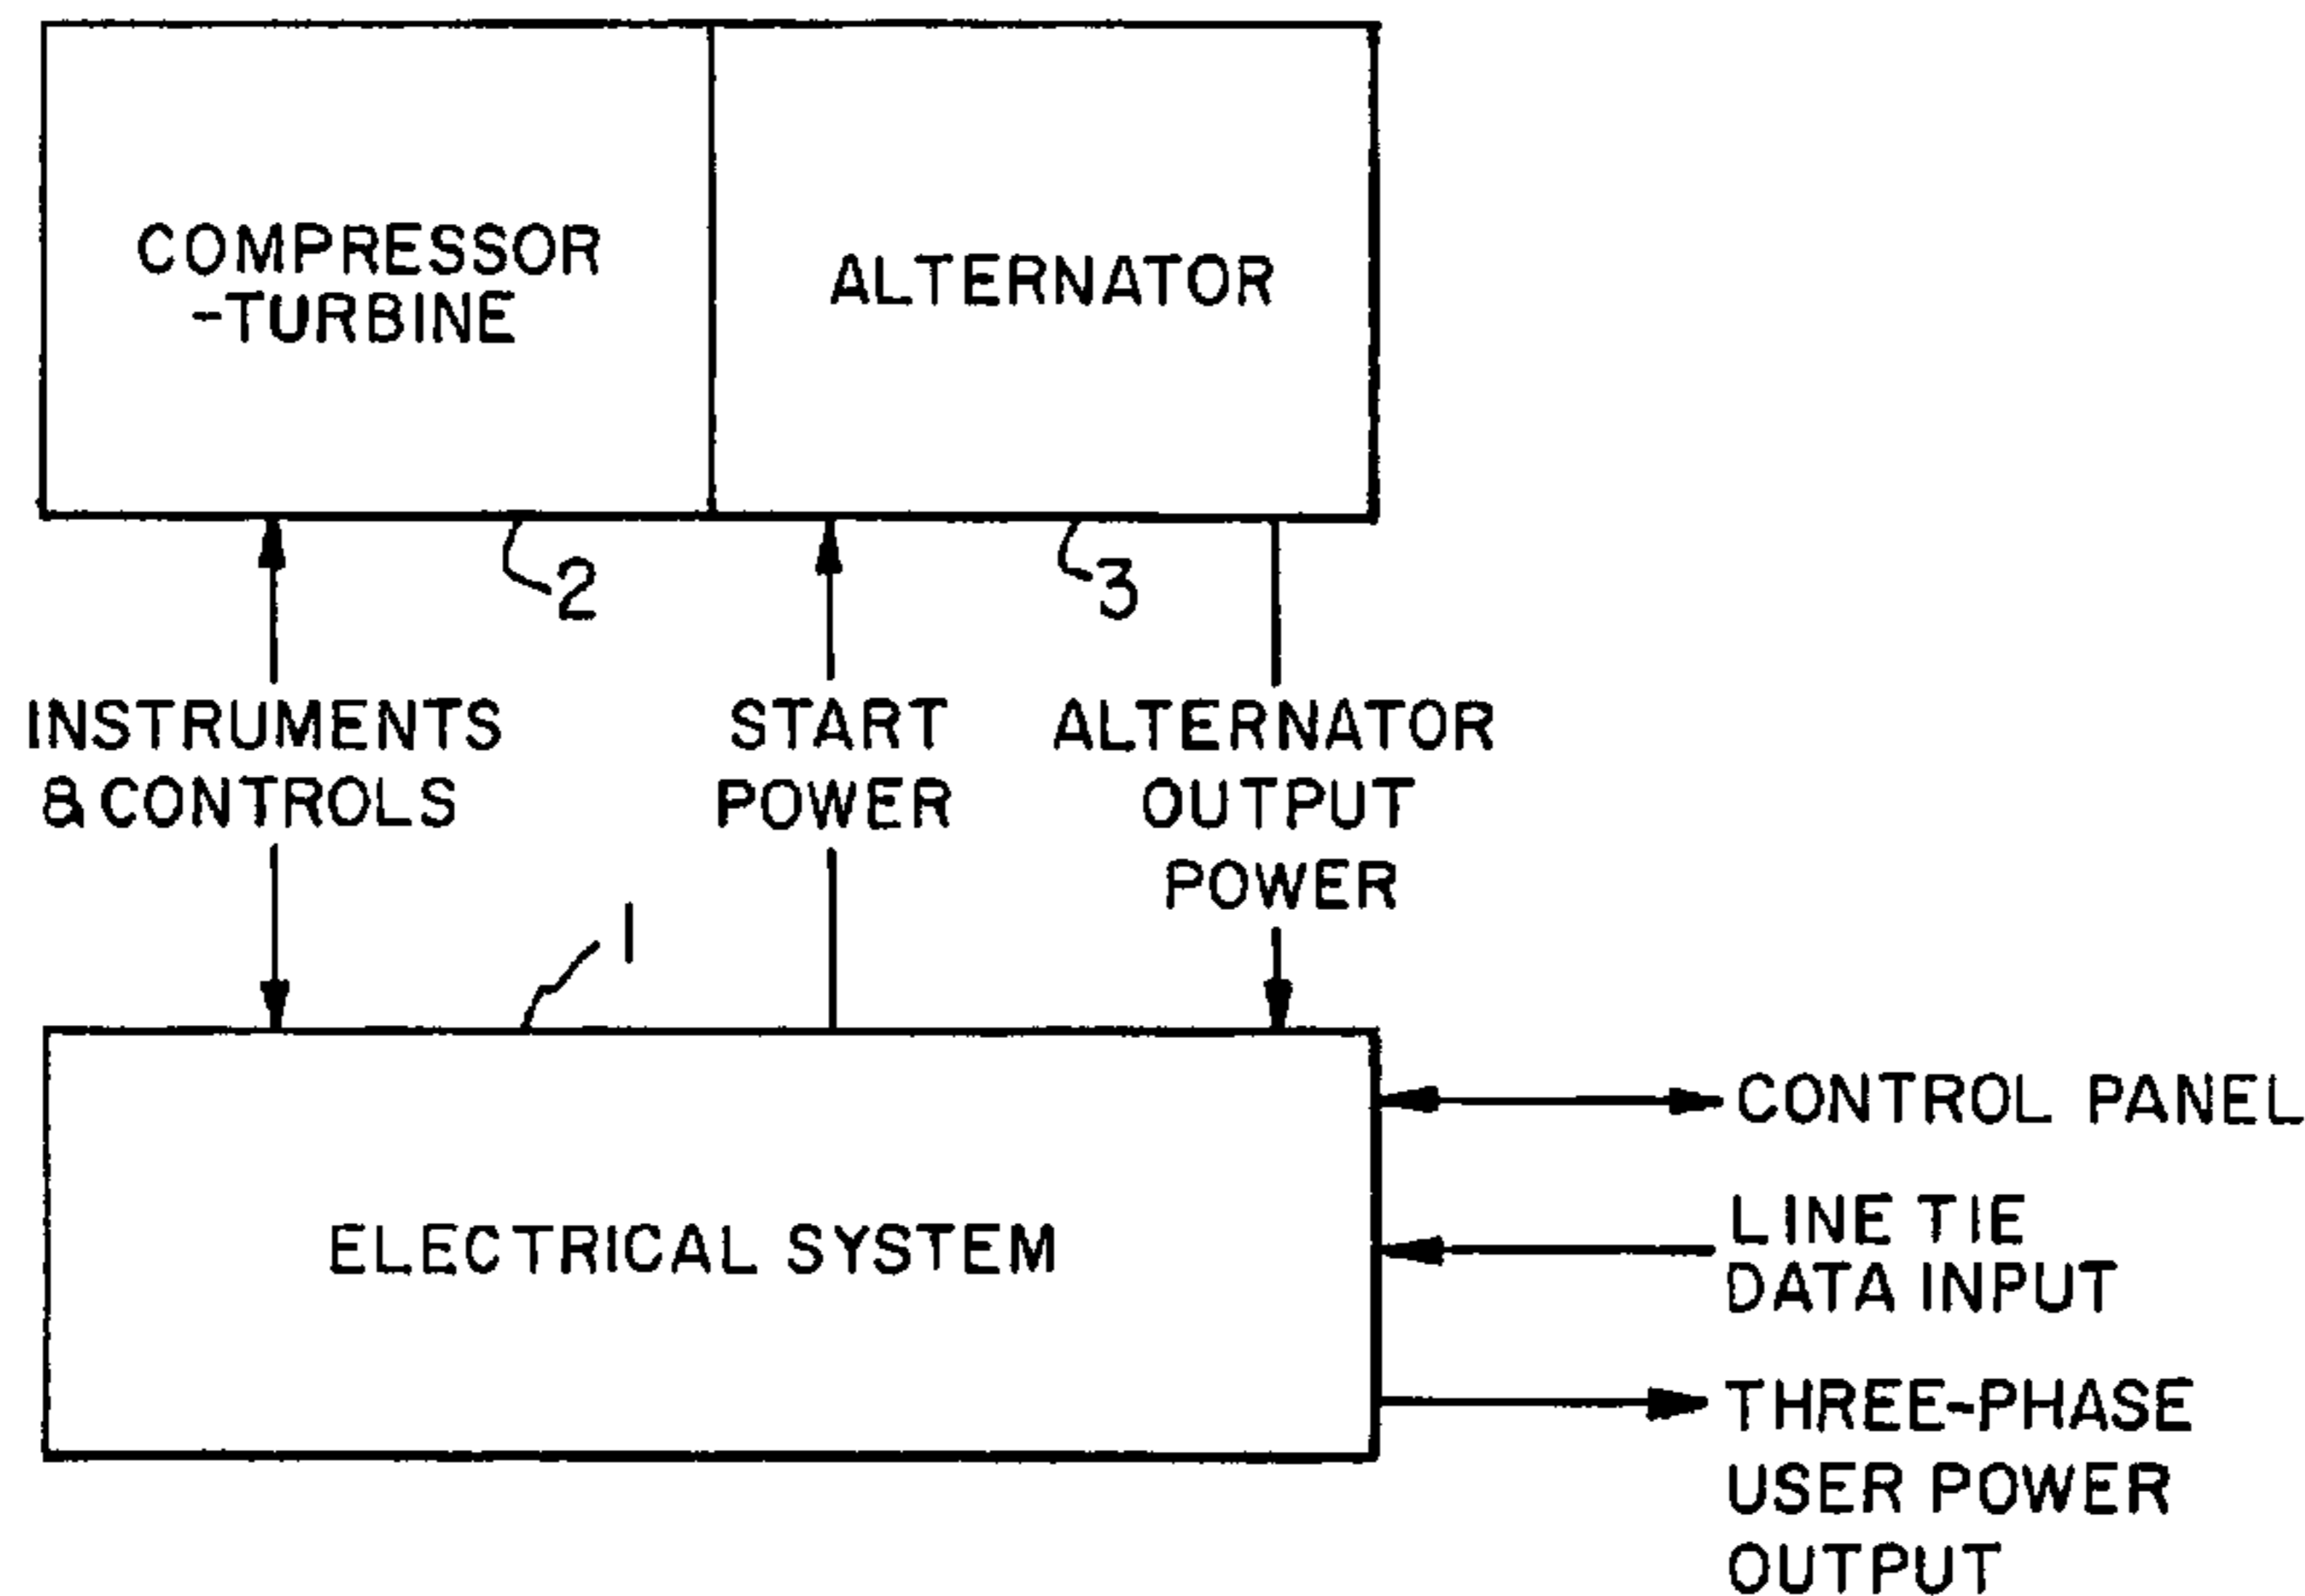 COMPRESSOR
-TURBINE
ALTERNATOR
2
3
INSTRUMENTS
& CONTROLS
START
POWER
ALTERNATOR
OUTPUT
POWER
1
ELECTRICAL SYSTEM
CONTROL PANEL
LINE TIE
DATA INPUT
THREE-PHASE
USER POWER
OUTPUT